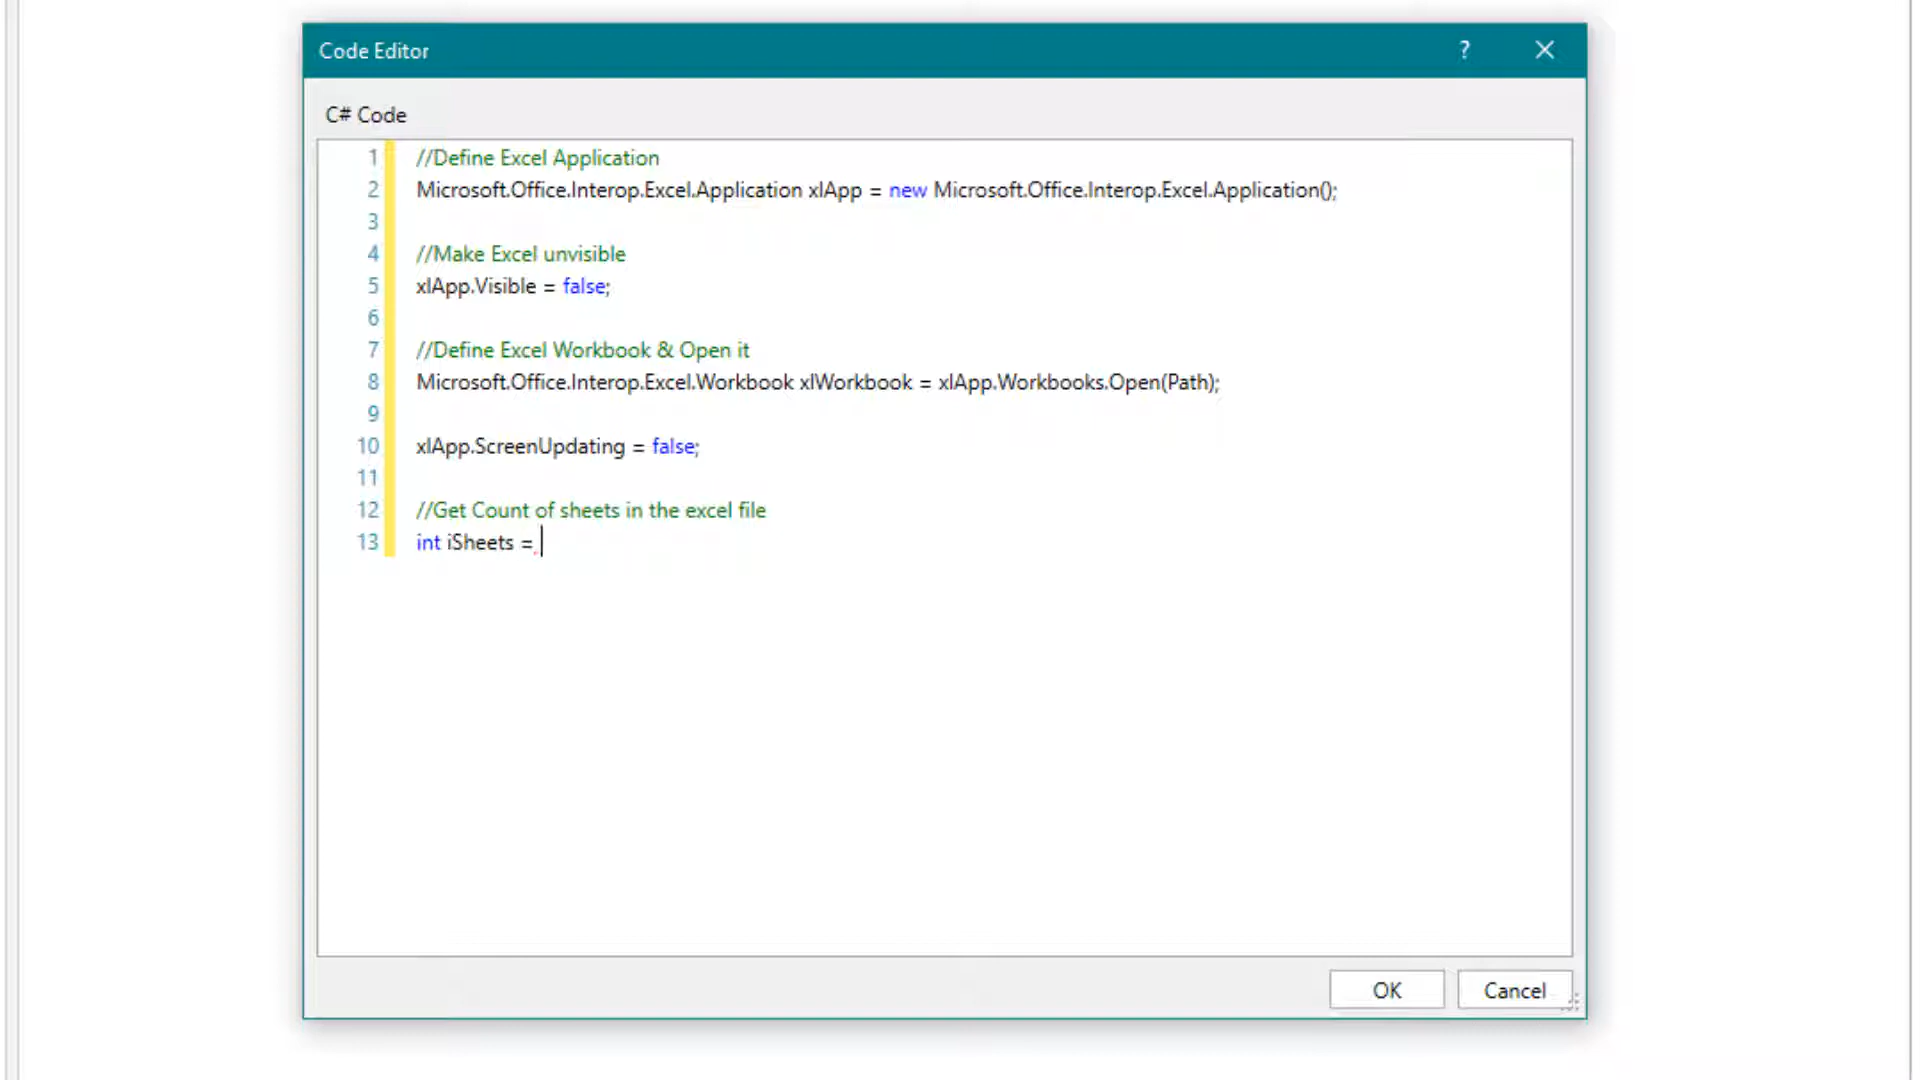 Code Editor
?
C# Code
1 //Define Excel Application
2 Microsoft.Office.Interop.Excel.Application xlApp = new Microsoft.Office.Interop.Excel.Application();
3
4 //Make Excel unvisible
5 xlApp.Visible = false;
6
7 //Define Excel Workbook & Open it
8 Microsoft.Office.Interop.Excel.Workbook xlWorkbook = xlApp.Workbooks.Open(Path);
9
10 xlApp.ScreenUpdating = false;
11
12 //Get Count of sheets in the excel file
13 int iSheets =
OK Cancel